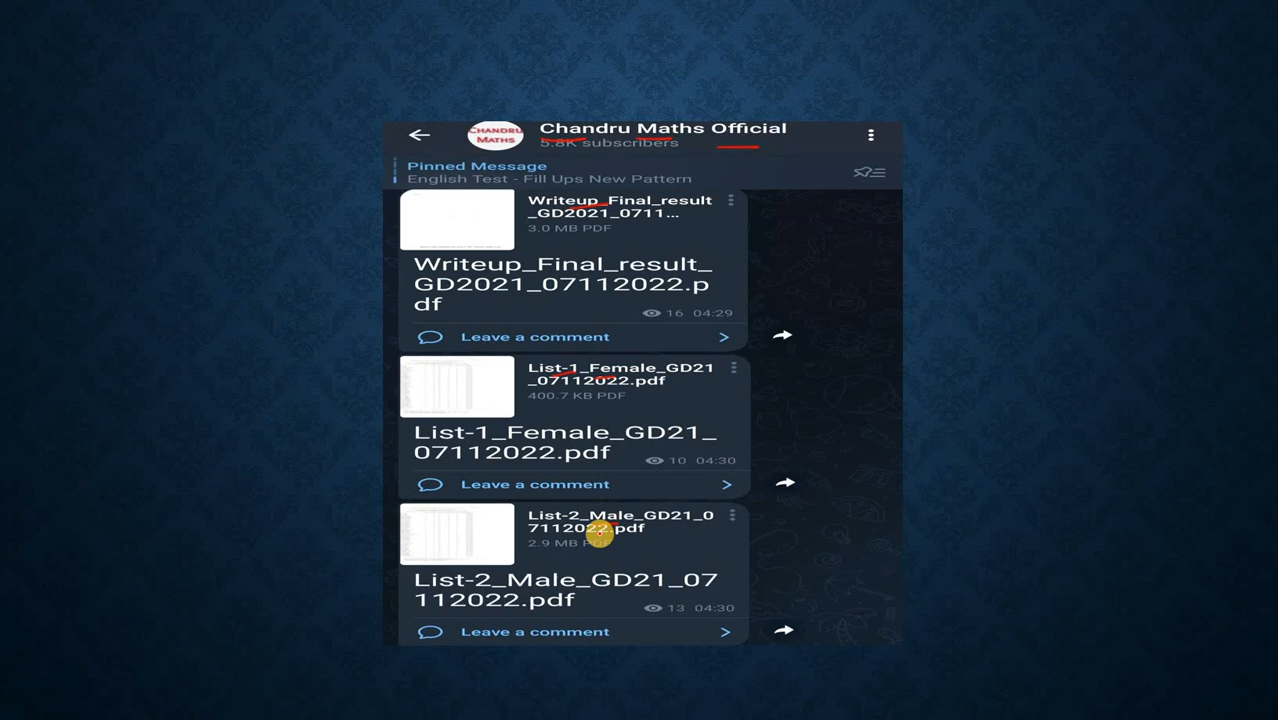 CHANDRU
MATHS
Chandru Maths Official
5.8K subscribers
Pinned Message
English Test - Fill Ups New Pattern
Writeup_Final_result
_GD2021_0711...
3.0 MB PDF
Writeup_Final_result_
GD2021_07112022.p
df
16 04:29
Leave a comment
List-1_Female_GD21
_07112022.pdf
400.7 KB PDF
List-1_Female_GD21_
07112022.pdf
10 04:30
Leave a comment
List-2_Male_GD21_0
7112022.pdf
2.9 MB PDF
List-2_Male_GD21_07
112022.pdf
13 04:30
Leave a comment